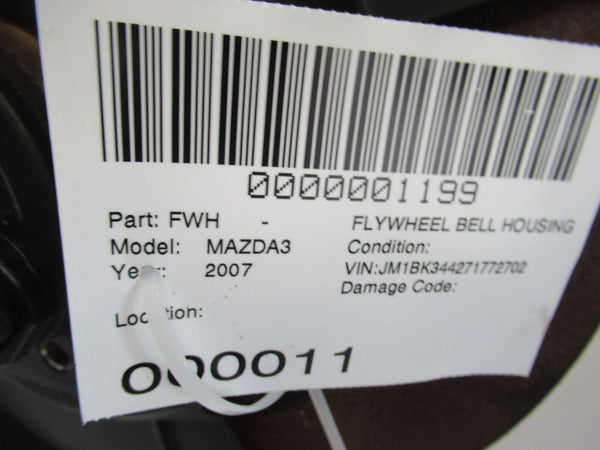 0000001199
Part: FWH - FLYWHEEL BELL HOUSING
Model: MAZDA3 Condition:
Year: 2007 VIN:JM1BK344271772702
Damage Code:
Location:
000011